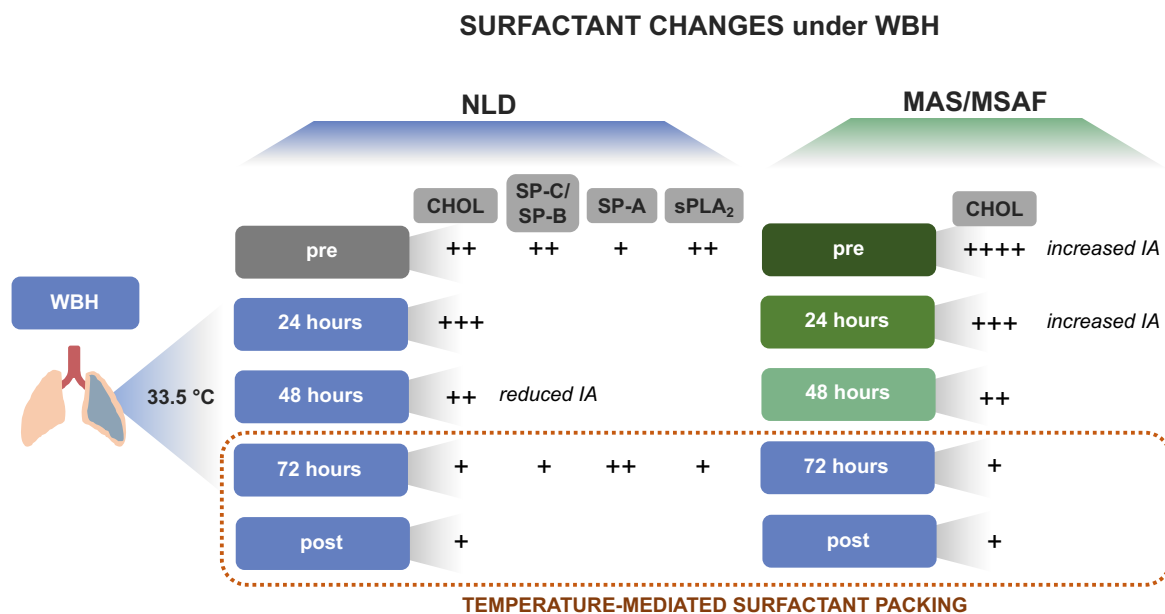 SURFACTANT CHANGES under WBH
NLD
MAS/MSAF
CHOL
SP-C/
SP-B
SP-A
sPLA₂
CHOL
pre
++
++
+
++
pre
++++
increased IA
WBH
24 hours
+++
24 hours
+++
increased IA
33.5 °C
48 hours
++
reduced IA
48 hours
++
72 hours
+
+
++
+
72 hours
+
post
+
post
+
TEMPERATURE-MEDIATED SURFACTANT PACKING